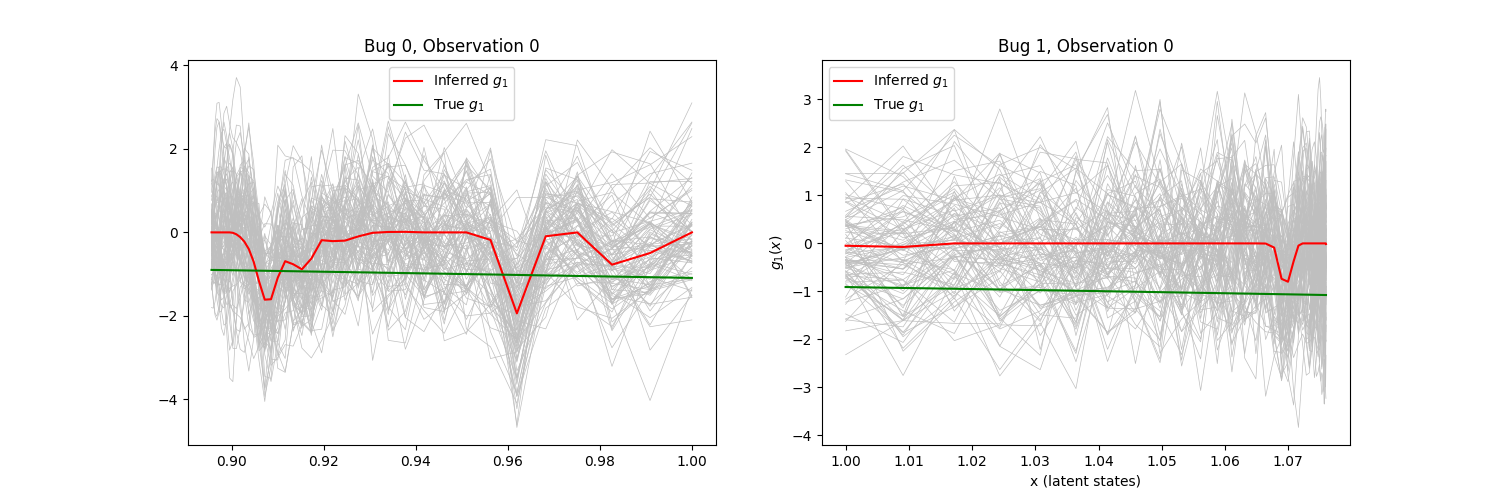 Bug 0, Observation 0
Inferred g₁
True g₁
4
2
0
−2
−4
0.90 0.92 0.94 0.96 0.98 1.00
Bug 1, Observation 0
Inferred g₁
True g₁
g₁(x)
3
2
1
0
−1
−2
−3
−4
1.00 1.01 1.02 1.03 1.04 1.05 1.06 1.07
x (latent states)